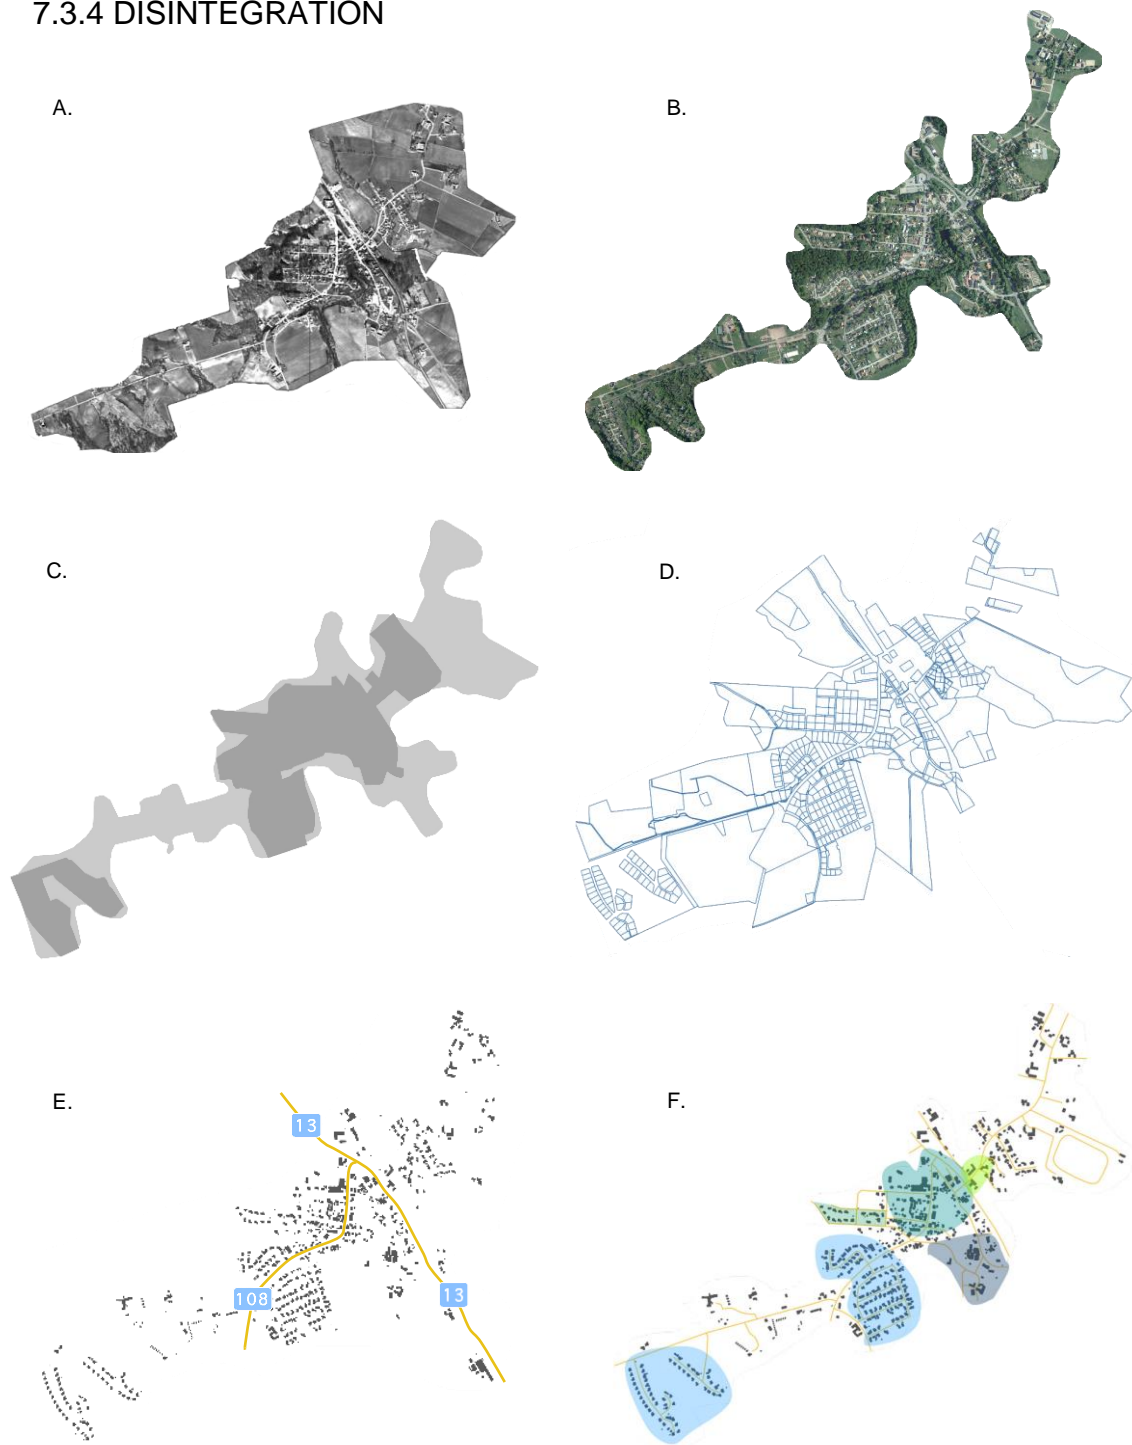 7.3.4 DISINTEGRATION
A.
B.
C.
D.
E.
F.
13
108
13